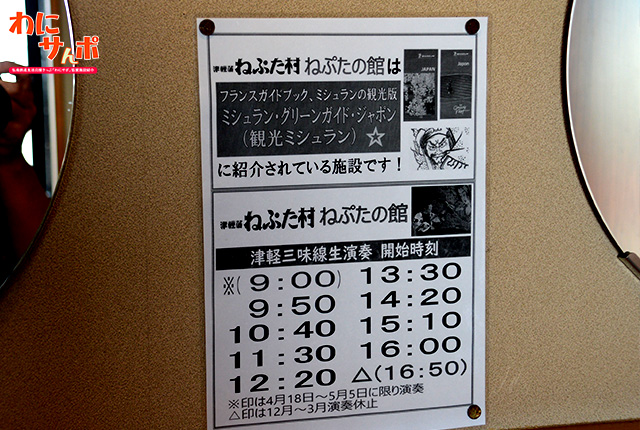 わに
サんポ
津軽藩 ねぷた村 ねぷたの館は
フランスガイドブック、ミシュランの観光版
ミシュラン・グリーンガイド・ジャポン
(観光ミシュラン) ☆
に紹介されている施設です!
JAPAN
Japon
津軽藩 ねぷた村 ねぷたの館
津軽三味線生演奏 開始時刻
※(9:00) 13:30
9:50 14:20
10:40 15:10
11:30 16:00
12:20 △(16:50)
※印は4月18日~5月5日に限り演奏
△印は12月~3月演奏休止